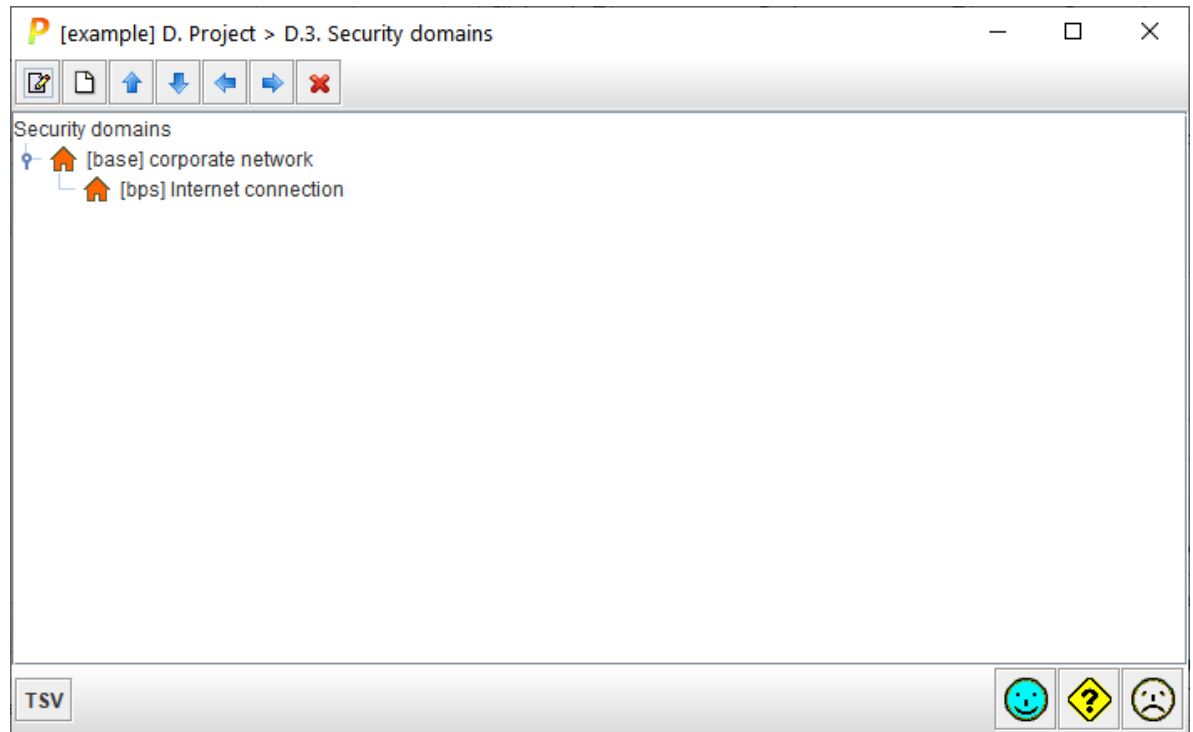 [example] D. Project > D.3. Security domains
Security domains
[base] corporate network
[bps] Internet connection
TSV